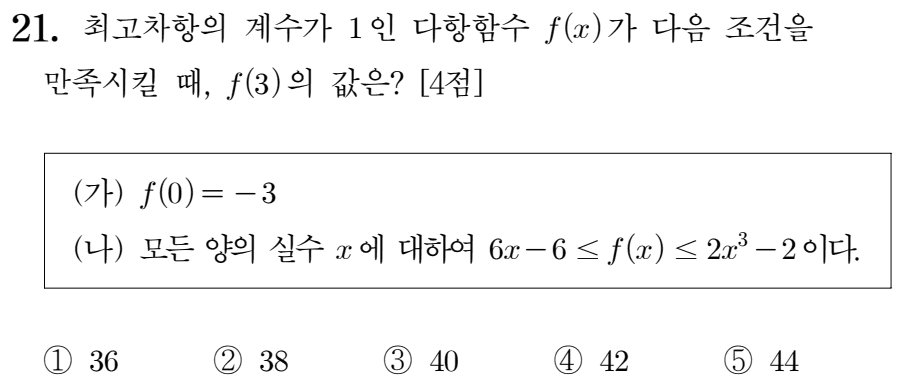 21. 최고차항의 계수가 1인 다항함수 f(x)가 다음 조건을
만족시킬 때, f(3)의 값은? [4점]
(가) f(0)=-3
(나) 모든 양의 실수 x에 대하여 6x-6≤f(x)≤2x³-2이다.
① 36 ② 38 ③ 40 ④ 42 ⑤ 44